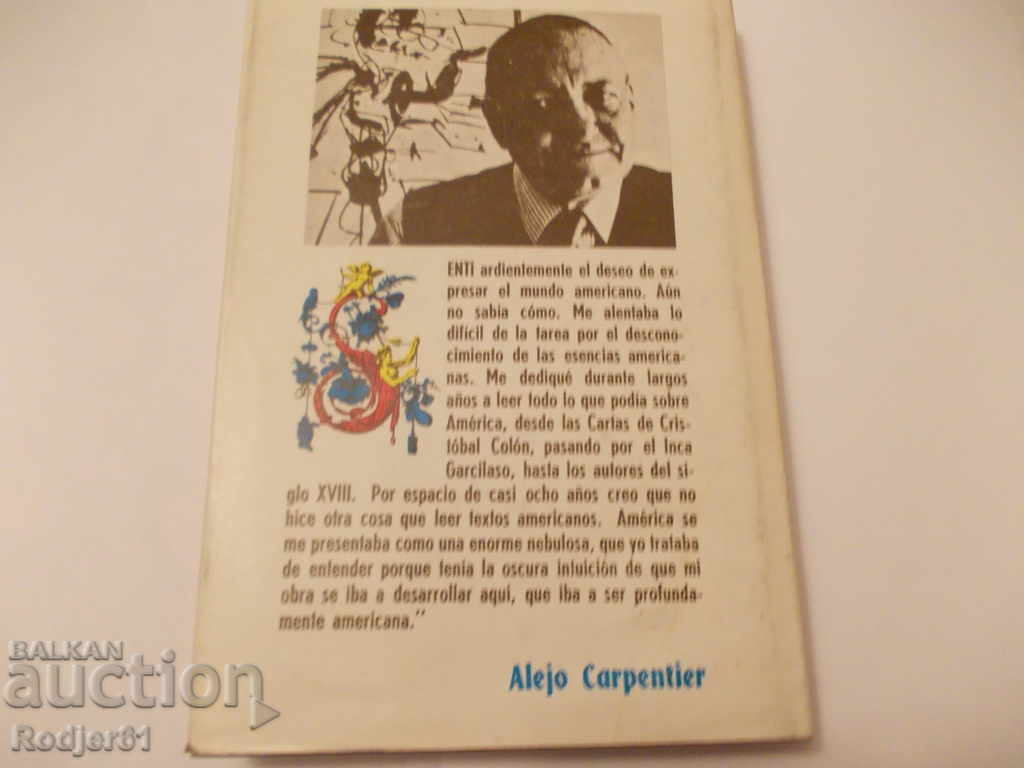 SENTI ardientemente el deseo de ex-
presar el mundo americano. Aún
no sabía cómo. Me alentaba lo
difícil de la tarea por el descono-
cimiento de las esencias america-
nas. Me dediqué durante largos
años a leer todo lo que podía sobre
América, desde las Cartas de Cris-
tóbal Colón, pasando por el Inca
Garcilaso, hasta los autores del si-
glo XVIII. Por espacio de casi ocho años creo que no
hice otra cosa que leer textos americanos. América se
me presentaba como una enorme nebulosa, que yo trataba
de entender porque tenía la oscura intuición de que mi
obra se iba a desarrollar aquí, que iba a ser profunda-
mente americana."
Alejo Carpentier
BALKAN
auction
Rodjer61